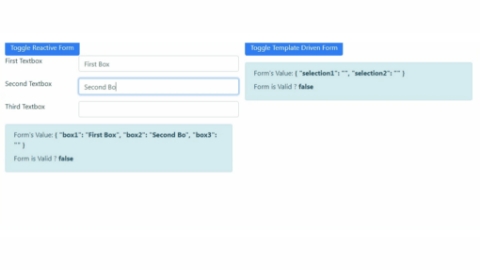 Toggle Reactive Form
First Textbox
First Box
Second Textbox
Second Bo
Third Textbox
Form's Value: { "box1": "First Box", "box2": "Second Bo", "box3":
"" }
Form is Valid ? false
Toggle Template Driven Form
Form's Value: { "selection1": "", "selection2": "" }
Form is Valid ? false